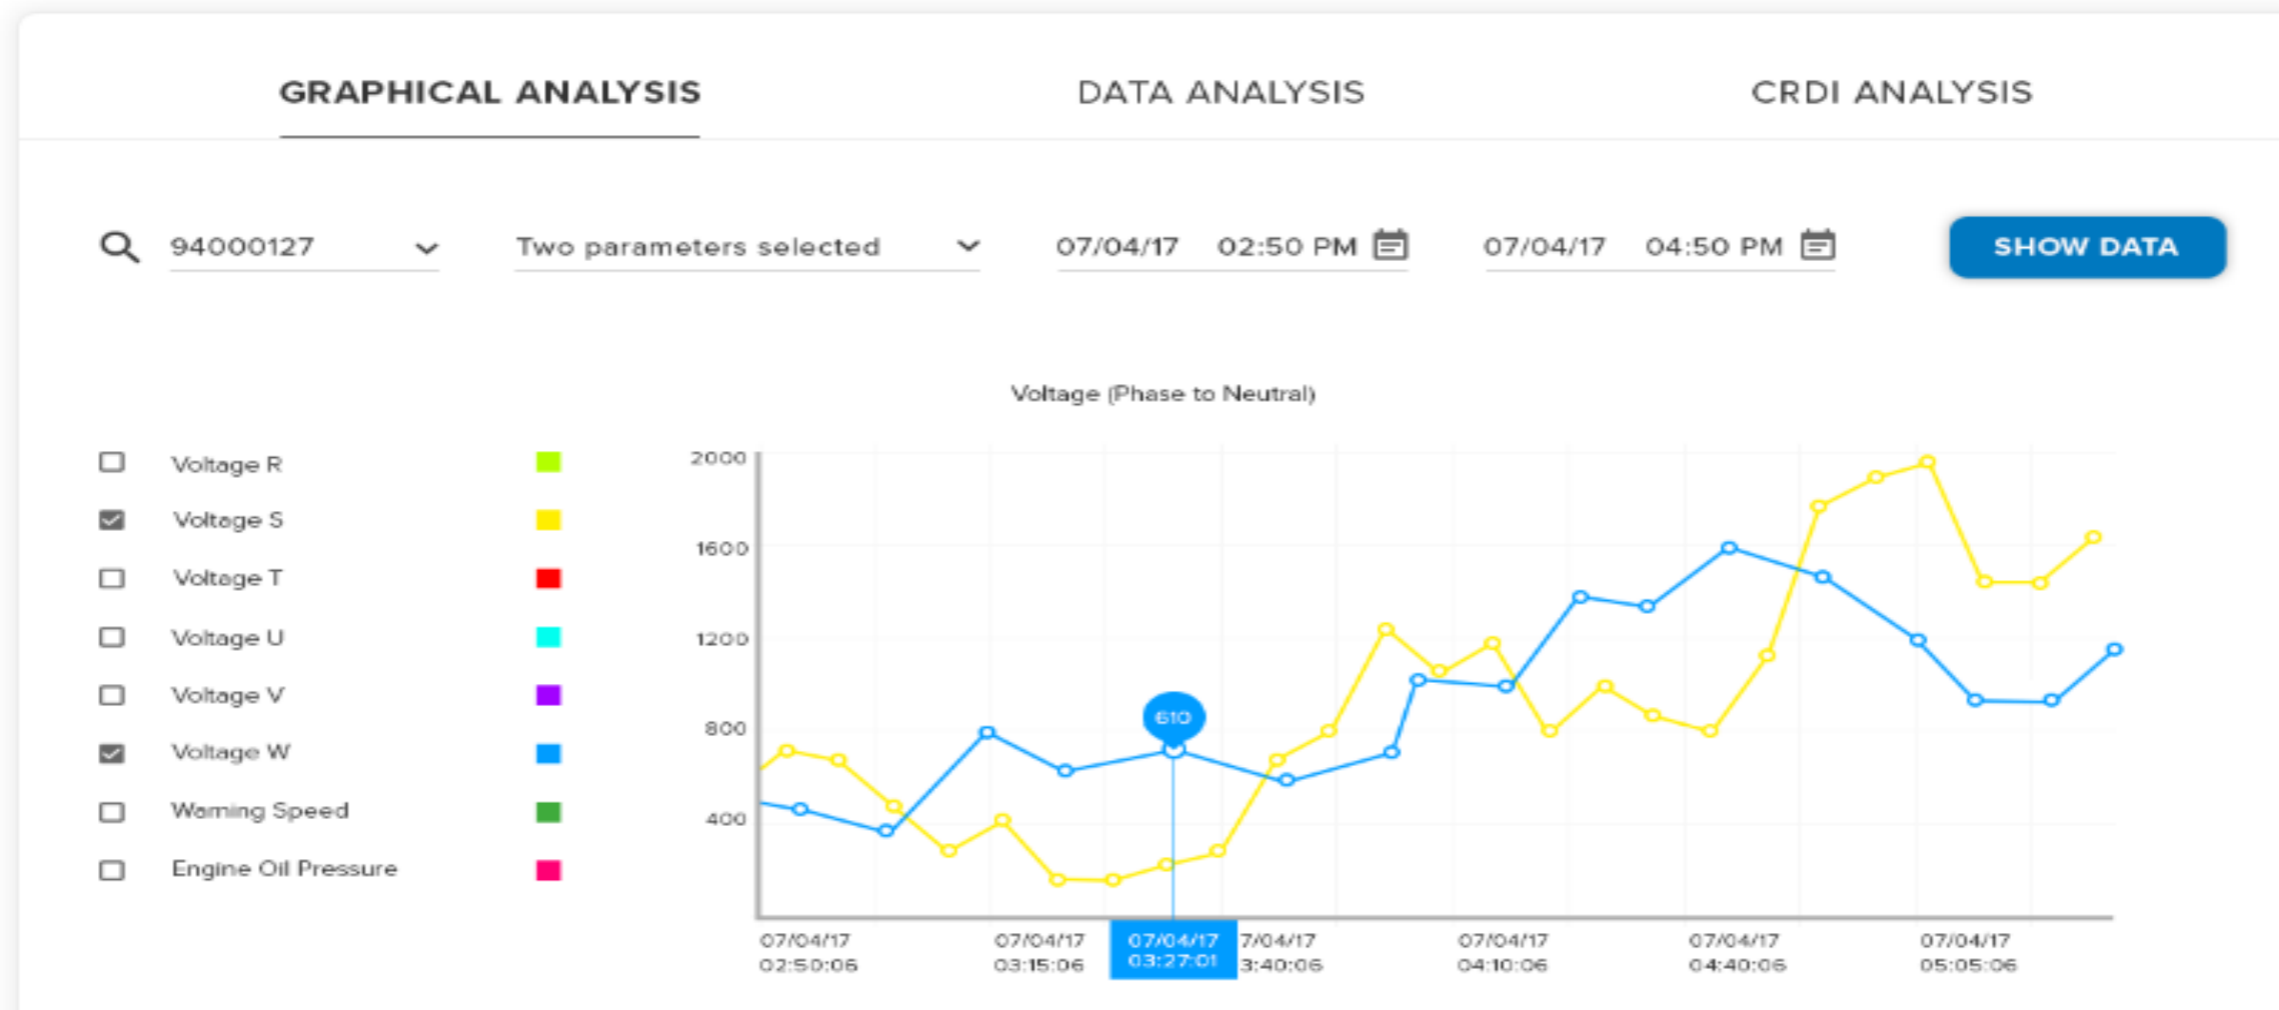 GRAPHICAL ANALYSIS DATA ANALYSIS CRDI ANALYSIS
94000127 Two parameters selected 07/04/17 02:50 PM 07/04/17 04:50 PM SHOW DATA
Voltage (Phase to Neutral)
Voltage R
Voltage S
Voltage T
Voltage U
Voltage V
Voltage W
Warning Speed
Engine Oil Pressure
2000
1600
1200
800
400
610
07/04/17 07/04/17 07/04/17 7/04/17 07/04/17 07/04/17 07/04/17
02:50:06 03:15:06 03:27:01 3:40:06 04:10:06 04:40:06 05:05:06